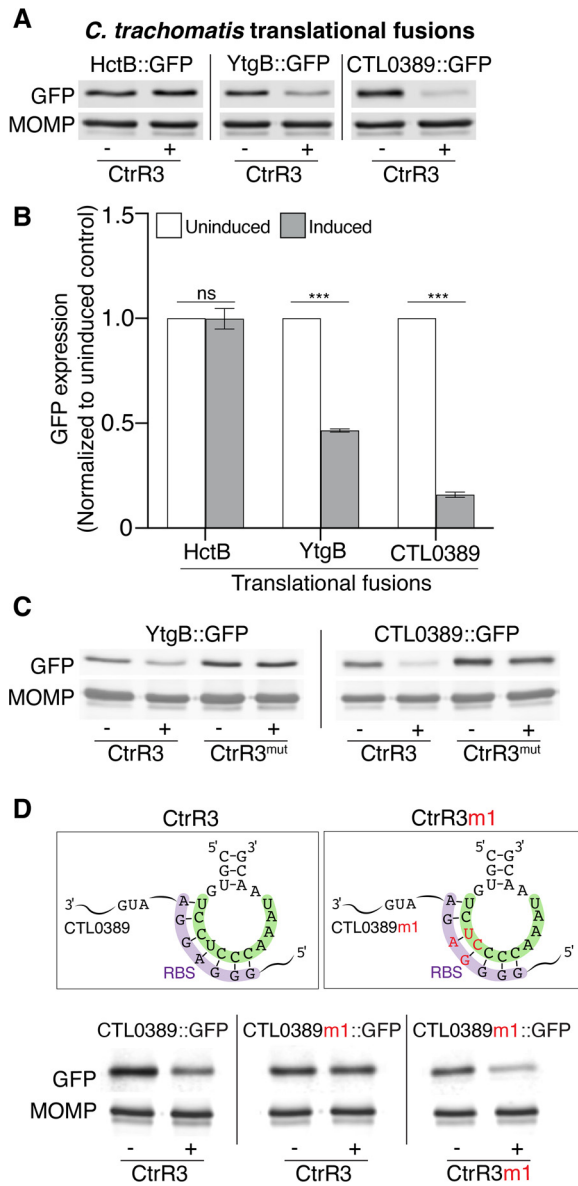 A
C. trachomatis translational fusions
HctB::GFP YtgB::GFP CTL0389::GFP
GFP
MOMP
- + - + - +
CtrR3 CtrR3 CtrR3
B
GFP expression
(Normalized to uninduced control)
1.5
1.0
0.5
0
Uninduced Induced
ns *** ***
HctB YtgB CTL0389
Translational fusions
C
YtgB::GFP CTL0389::GFP
GFP
MOMP
- + - + - + - +
CtrR3 CtrR3mut CtrR3 CtrR3mut
D
CtrR3 CtrR3m1
5' 3' 5' 3'
C-G C-G
G-C G-C
U-A U-A
G A G A
3' GUA A U U 3' GUA A U U
CTL0389 G C A CTL0389m1 G C A
G C A A U A
A U A G C A
G C A G C A
G C G C
G C G C
RBS 5' RBS 5'
CTL0389::GFP CTL0389m1::GFP CTL0389m1::GFP
GFP
MOMP
- + - + - +
CtrR3 CtrR3 CtrR3m1